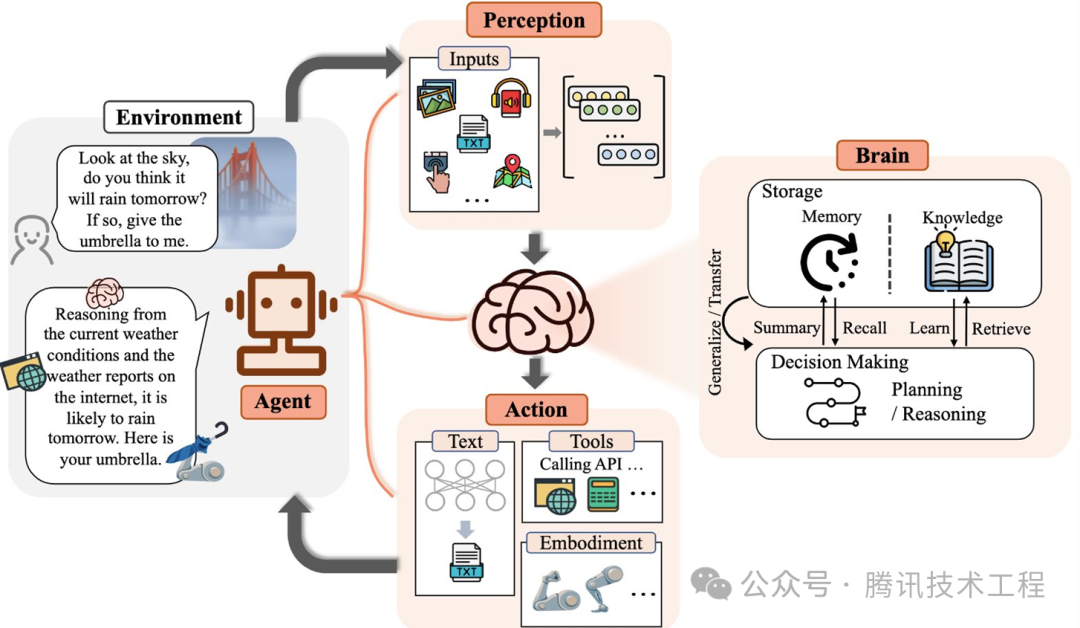 Perception
Inputs
TXT
...
...
Environment
Look at the sky,
do you think it
will rain tomorrow?
If so, give the
umbrella to me.
Reasoning from
the current weather
conditions and the
weather reports on
the internet, it is
likely to rain
tomorrow. Here is
your umbrella.
Agent
Action
Text
TXT
Tools
Calling API ...
...
Embodiment
...
Brain
Storage
Memory
Knowledge
Generalize / Transfer
Summary
Recall
Learn
Retrieve
Decision Making
Planning
/ Reasoning
公众号 · 腾讯技术工程